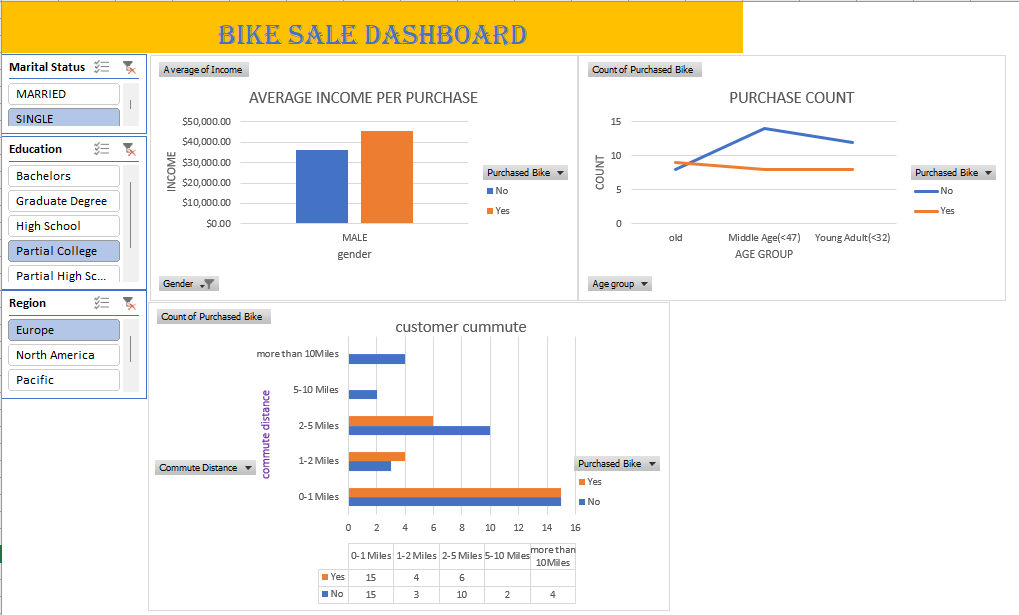 BIKE SALE DASHBOARD
Marital Status
MARRIED
SINGLE
Education
Bachelors
Graduate Degree
High School
Partial College
Partial High Sc...
Region
Europe
North America
Pacific
Average of Income
AVERAGE INCOME PER PURCHASE
$50,000.00
$40,000.00
$30,000.00
$20,000.00
$10,000.00
$0.00
INCOME
MALE
gender
Purchased Bike
No
Yes
Gender
Count of Purchased Bike
PURCHASE COUNT
15
10
5
0
COUNT
old Middle Age(<47) Young Adult(<32)
AGE GROUP
Purchased Bike
No
Yes
Age group
Count of Purchased Bike
customer cummute
more than 10Miles
5-10 Miles
2-5 Miles
1-2 Miles
0-1 Miles
commute distance
Commute Distance
0 2 4 6 8 10 12 14 16
Purchased Bike
Yes
No
0-1 Miles 1-2 Miles 2-5 Miles 5-10 Miles more than
10Miles
Yes 15 4 6
No 15 3 10 2 4